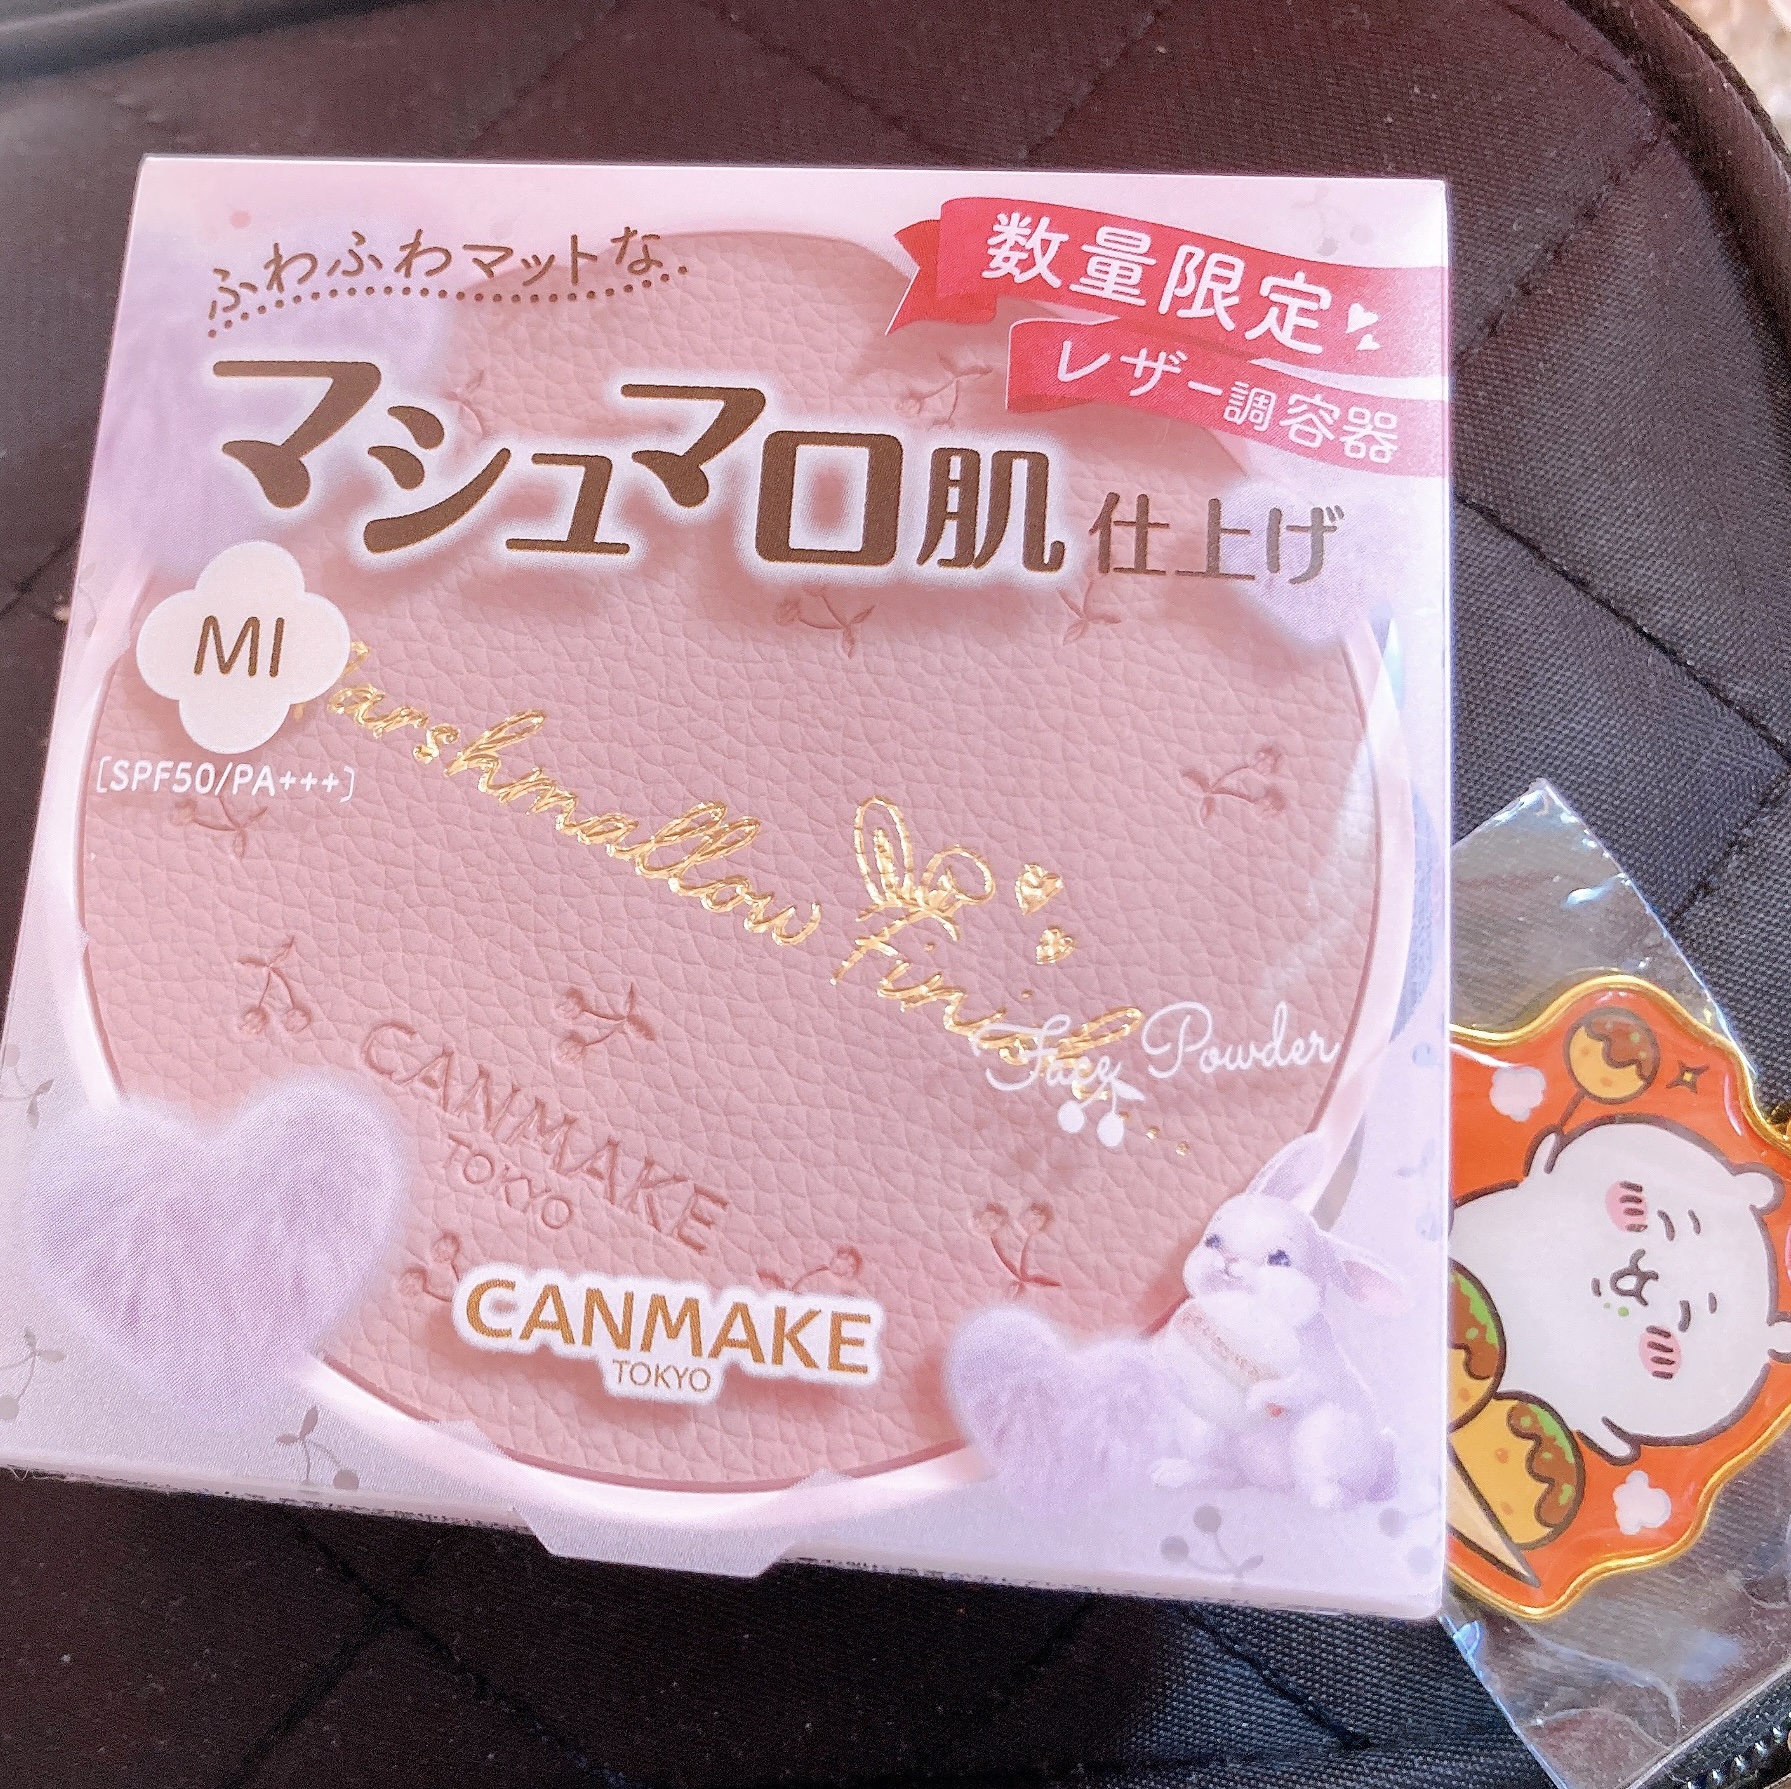 ふわふわマットな
数量限定
レザー調容器
マシュマロ肌仕上げ
MI
[SPF50/PA+++]
Marshmallow Finish
Face Powder
CANMAKE
TOKYO
CANMAKE
TOKYO